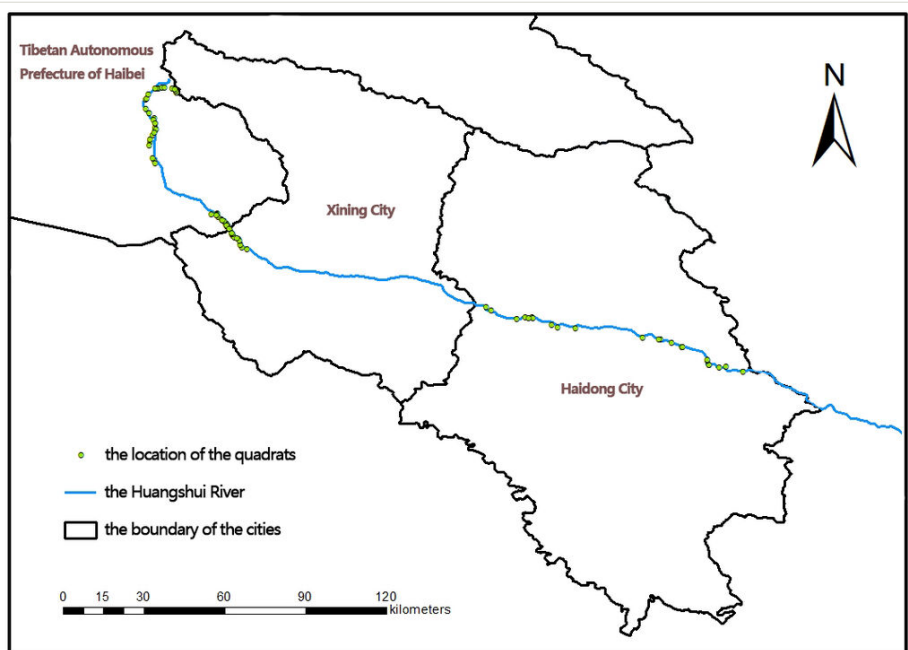 Tibetan Autonomous
Prefecture of Haibei
N
Xining City
Haidong City
the location of the quadrats
the Huangshui River
the boundary of the cities
0 15 30 60 90 120
kilometers